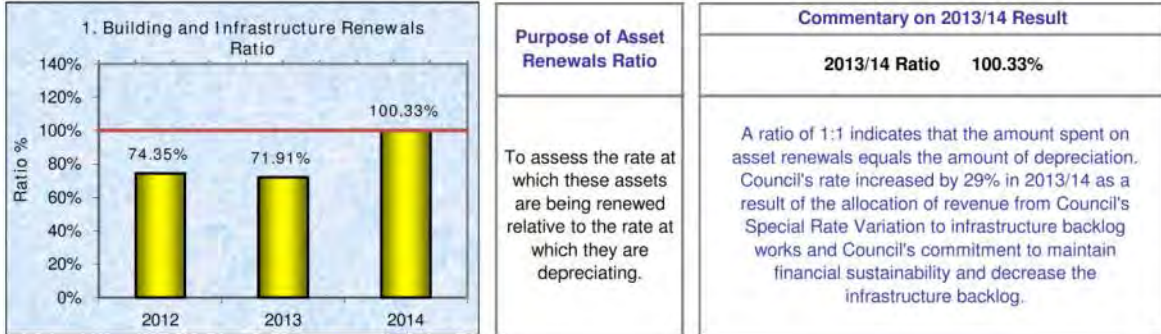 1. Building and Infrastructure Renewals
Ratio
140%
120%
100%
80%
60%
40%
20%
0%
Ratio %
74.35%
71.91%
100.33%
2012
2013
2014
Purpose of Asset
Renewals Ratio
To assess the rate at
which these assets
are being renewed
relative to the rate at
which they are
depreciating.
Commentary on 2013/14 Result
2013/14 Ratio 100.33%
A ratio of 1:1 indicates that the amount spent on
asset renewals equals the amount of depreciation.
Council's rate increased by 29% in 2013/14 as a
result of the allocation of revenue from Council's
Special Rate Variation to infrastructure backlog
works and Council's commitment to maintain
financial sustainability and decrease the
infrastructure backlog.